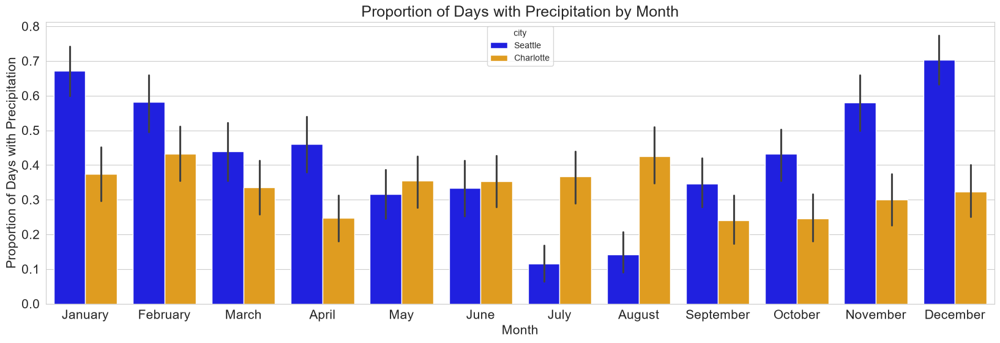 Proportion of Days with Precipitation by Month
city
Seattle
Charlotte
Proportion of Days with Precipitation
0.8
0.7
0.6
0.5
0.4
0.3
0.2
0.1
0.0
January February March April May June July August September October November December
Month